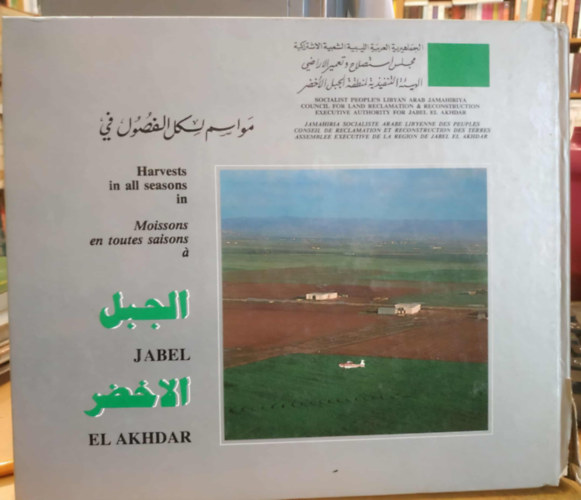 الجماهيرية العربية الليبية الشعبية الاشتراكية
مجلس استصلاح وتعمير الأراضي
الهيئة التنفيذية لمنطقة الجبل الأخضر
SOCIALIST PEOPLE'S LIBYAN ARAB JAMAHIRIYA
COUNCIL FOR LAND RECLAMATION & RECONSTRUCTION
EXECUTIVE AUTHORITY FOR JABEL EL AKHDAR
JAMAHIRIA SOCIALISTE ARABE LIBYENNE DES PEUPLES
CONSEIL DE RECLAMATION ET RECONSTRUCTION DES TERRES
ASSEMBLEE EXECUTIVE DE LA REGION DE JABEL EL AKHDAR
مواسم لكل الفصول في
Harvests
in all seasons
in
Moissons
en toutes saisons
à
الجبل
JABEL
الاخضر
EL AKHDAR